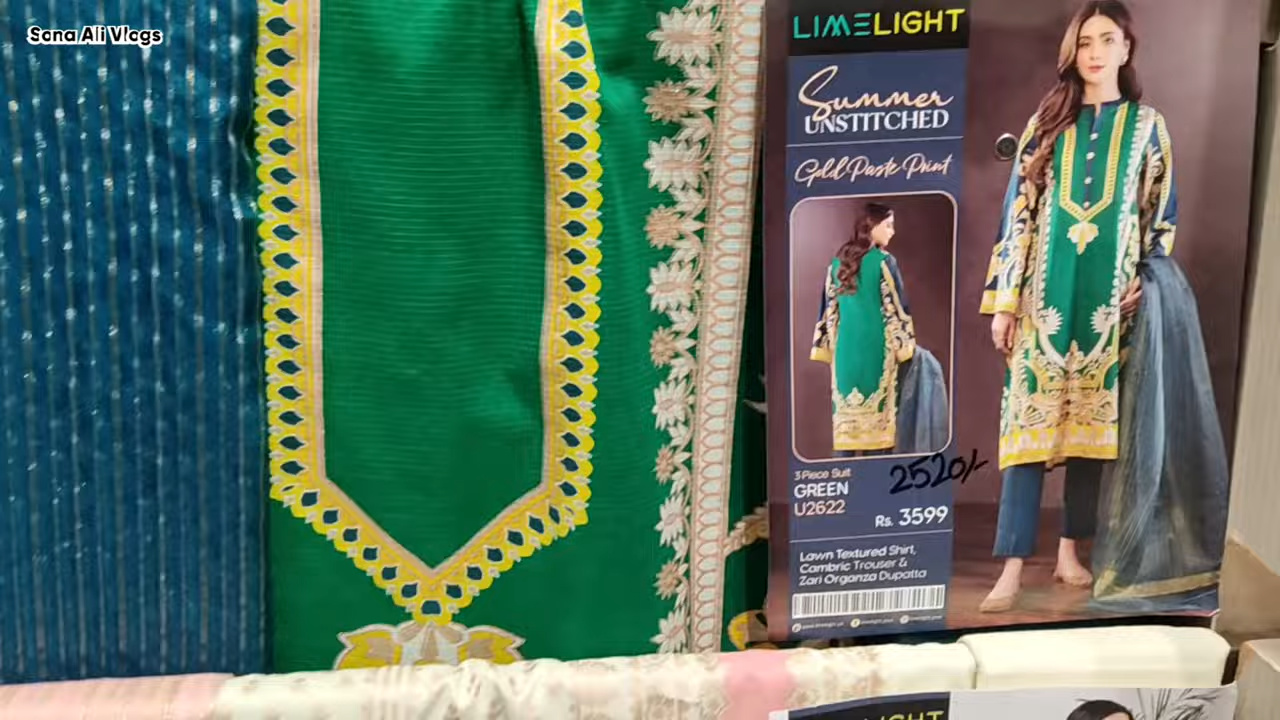 Sana Ali Vlogs
LIMELIGHT
Summer
UNSTITCHED
Gold Paste Print
3 Piece Suit
GREEN
U2622
2520/-
Rs. 3599
Lawn Textured Shirt,
Cambric Trouser &
Zari Organza Dupatta
LIMELIGHT